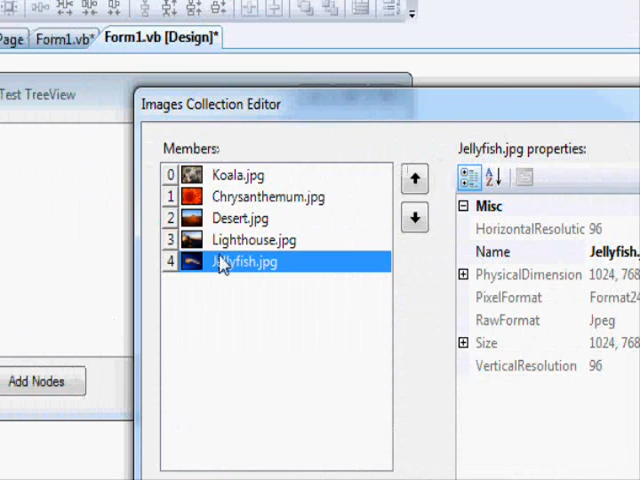 Page Form1.vb* Form1.vb [Design]*
Test TreeView
Images Collection Editor
Members: Jellyfish.jpg properties:
0 Koala.jpg
1 Chrysanthemum.jpg
2 Desert.jpg
3 Lighthouse.jpg
4 Jellyfish.jpg
Misc
HorizontalResolutic 96
Name Jellyfish.
PhysicalDimension 1024, 768
PixelFormat Format24
RawFormat Jpeg
Size 1024, 768
VerticalResolution 96
Add Nodes